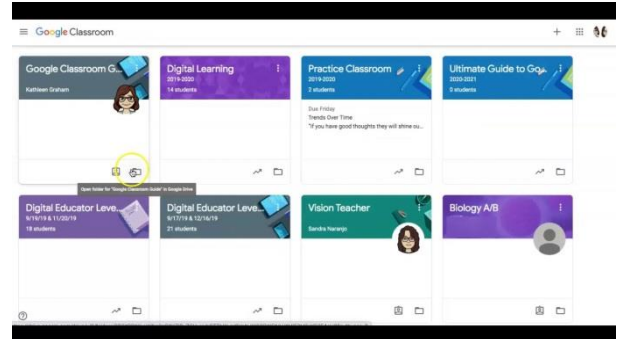 Google Classroom
Google Classroom G...
Kathleen Graham
Digital Learning
2019-2020
14 students
Practice Classroom
2019-2020
2 students
Due Friday
Trends Over Time
"If you have good thoughts they will shine ou...
Ultimate Guide to Goo...
2020-2021
0 students
Open folder for "Google Classroom Guide" in Google Drive
Digital Educator Leve...
9/19/19 & 11/20/19
18 students
Digital Educator Leve...
9/17/19 & 12/16/19
21 students
Vision Teacher
Sandra Naranjo
Biology A/B